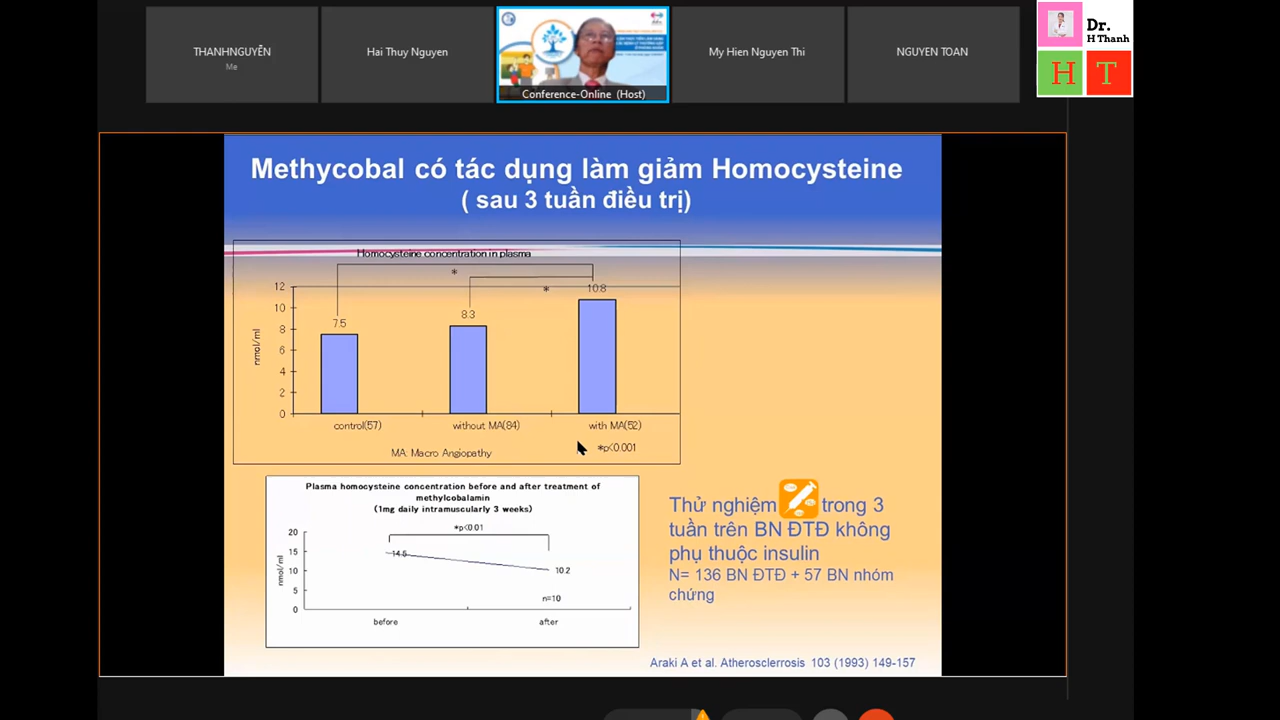 THANHNGUYỄN
Me
Hai Thuy Nguyen
Conference-Online (Host)
My Hien Nguyen Thi
NGUYEN TOAN
Dr.
H Thanh
H T
Methycobal có tác dụng làm giảm Homocysteine
( sau 3 tuần điều trị)
Homocysteine concentration in plasma
*
*
12
10
8
6
4
2
0
nmol/ml
7.5
8.3
10.8
control(57)
without MA(84)
with MA(52)
MA: Macro Angiopathy
*p<0.001
Plasma homocysteine concentration before and after treatment of
methylcobalamin
(1mg daily intramuscularly 3 weeks)
*p<0.01
20
15
10
5
0
nmol/ml
14.6
10.2
n=10
before
after
Thử nghiệm trong 3
tuần trên BN ĐTĐ không
phụ thuộc insulin
N= 136 BN ĐTĐ + 57 BN nhóm
chứng
Araki A et al. Atherosclerrosis 103 (1993) 149-157